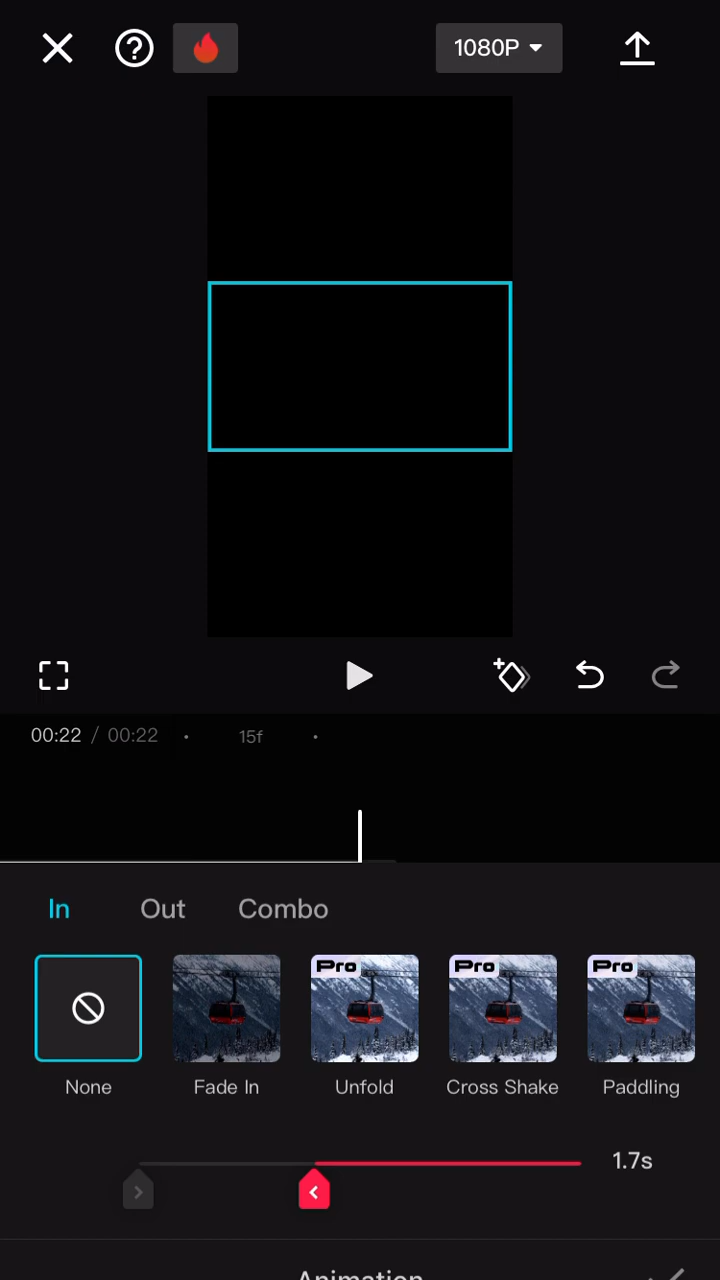 1080P
00:22 / 00:22 15f
In Out Combo
Pro Pro Pro
None Fade In Unfold Cross Shake Paddling
1.7s
Animation